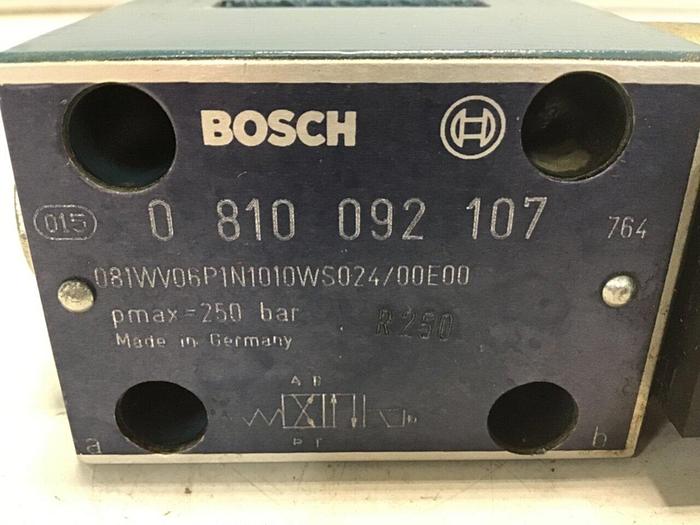 BOSCH
015 0 810 092 107 764
081WV06P1N1010WS024/00E00
pmax=250 bar R250
Made in Germany
A B
P T
a b